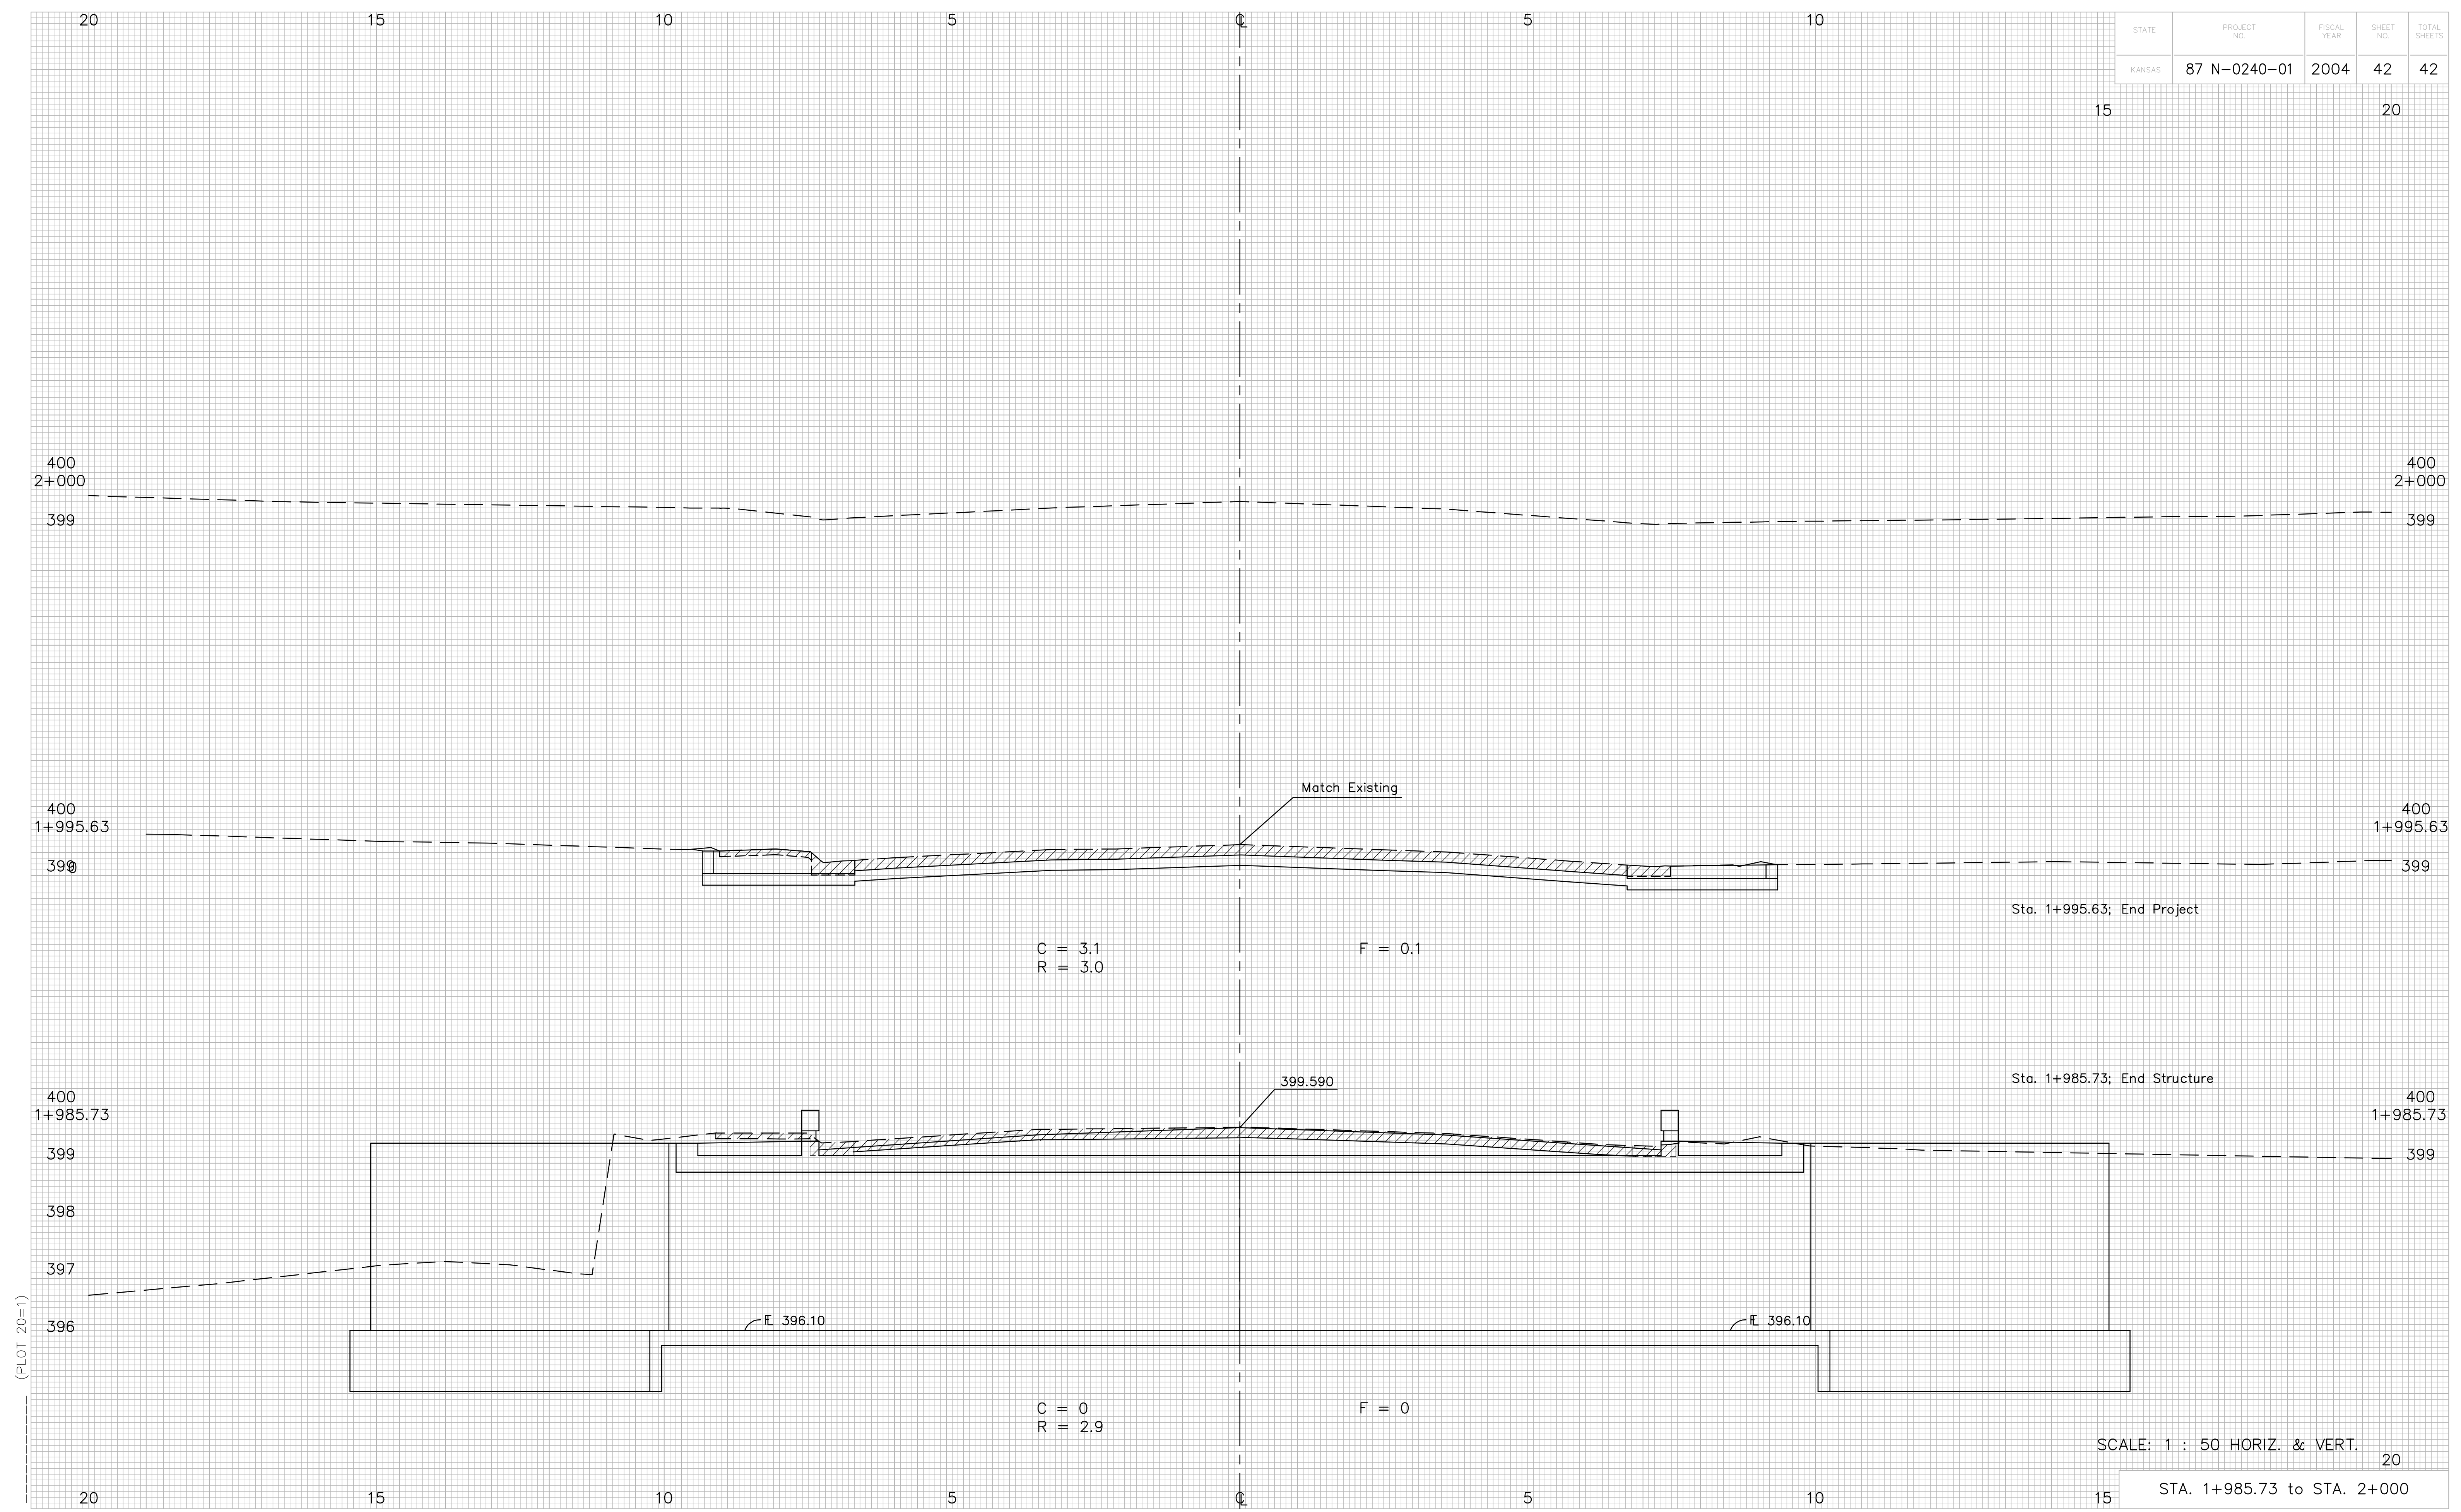 20 15 10 5 ℄ 5 10
STATE PROJECT NO. FISCAL YEAR SHEET NO. TOTAL SHEETS
KANSAS 87 N-0240-01 2004 42 42
15 20
400 400
2+000 2+000
399 399
Match Existing
400 400
1+995.63 1+995.63
399 0 399
Sta. 1+995.63; End Project
C = 3.1 F = 0.1
R = 3.0
399.590
Sta. 1+985.73; End Structure
400 400
1+985.73 1+985.73
399 399
398
397
396
FL 396.10 FL 396.10
(PLOT 20=1)
C = 0 F = 0
R = 2.9
SCALE: 1 : 50 HORIZ. & VERT.
20
STA. 1+985.73 to STA. 2+000
20 15 10 5 ℄ 5 10 15